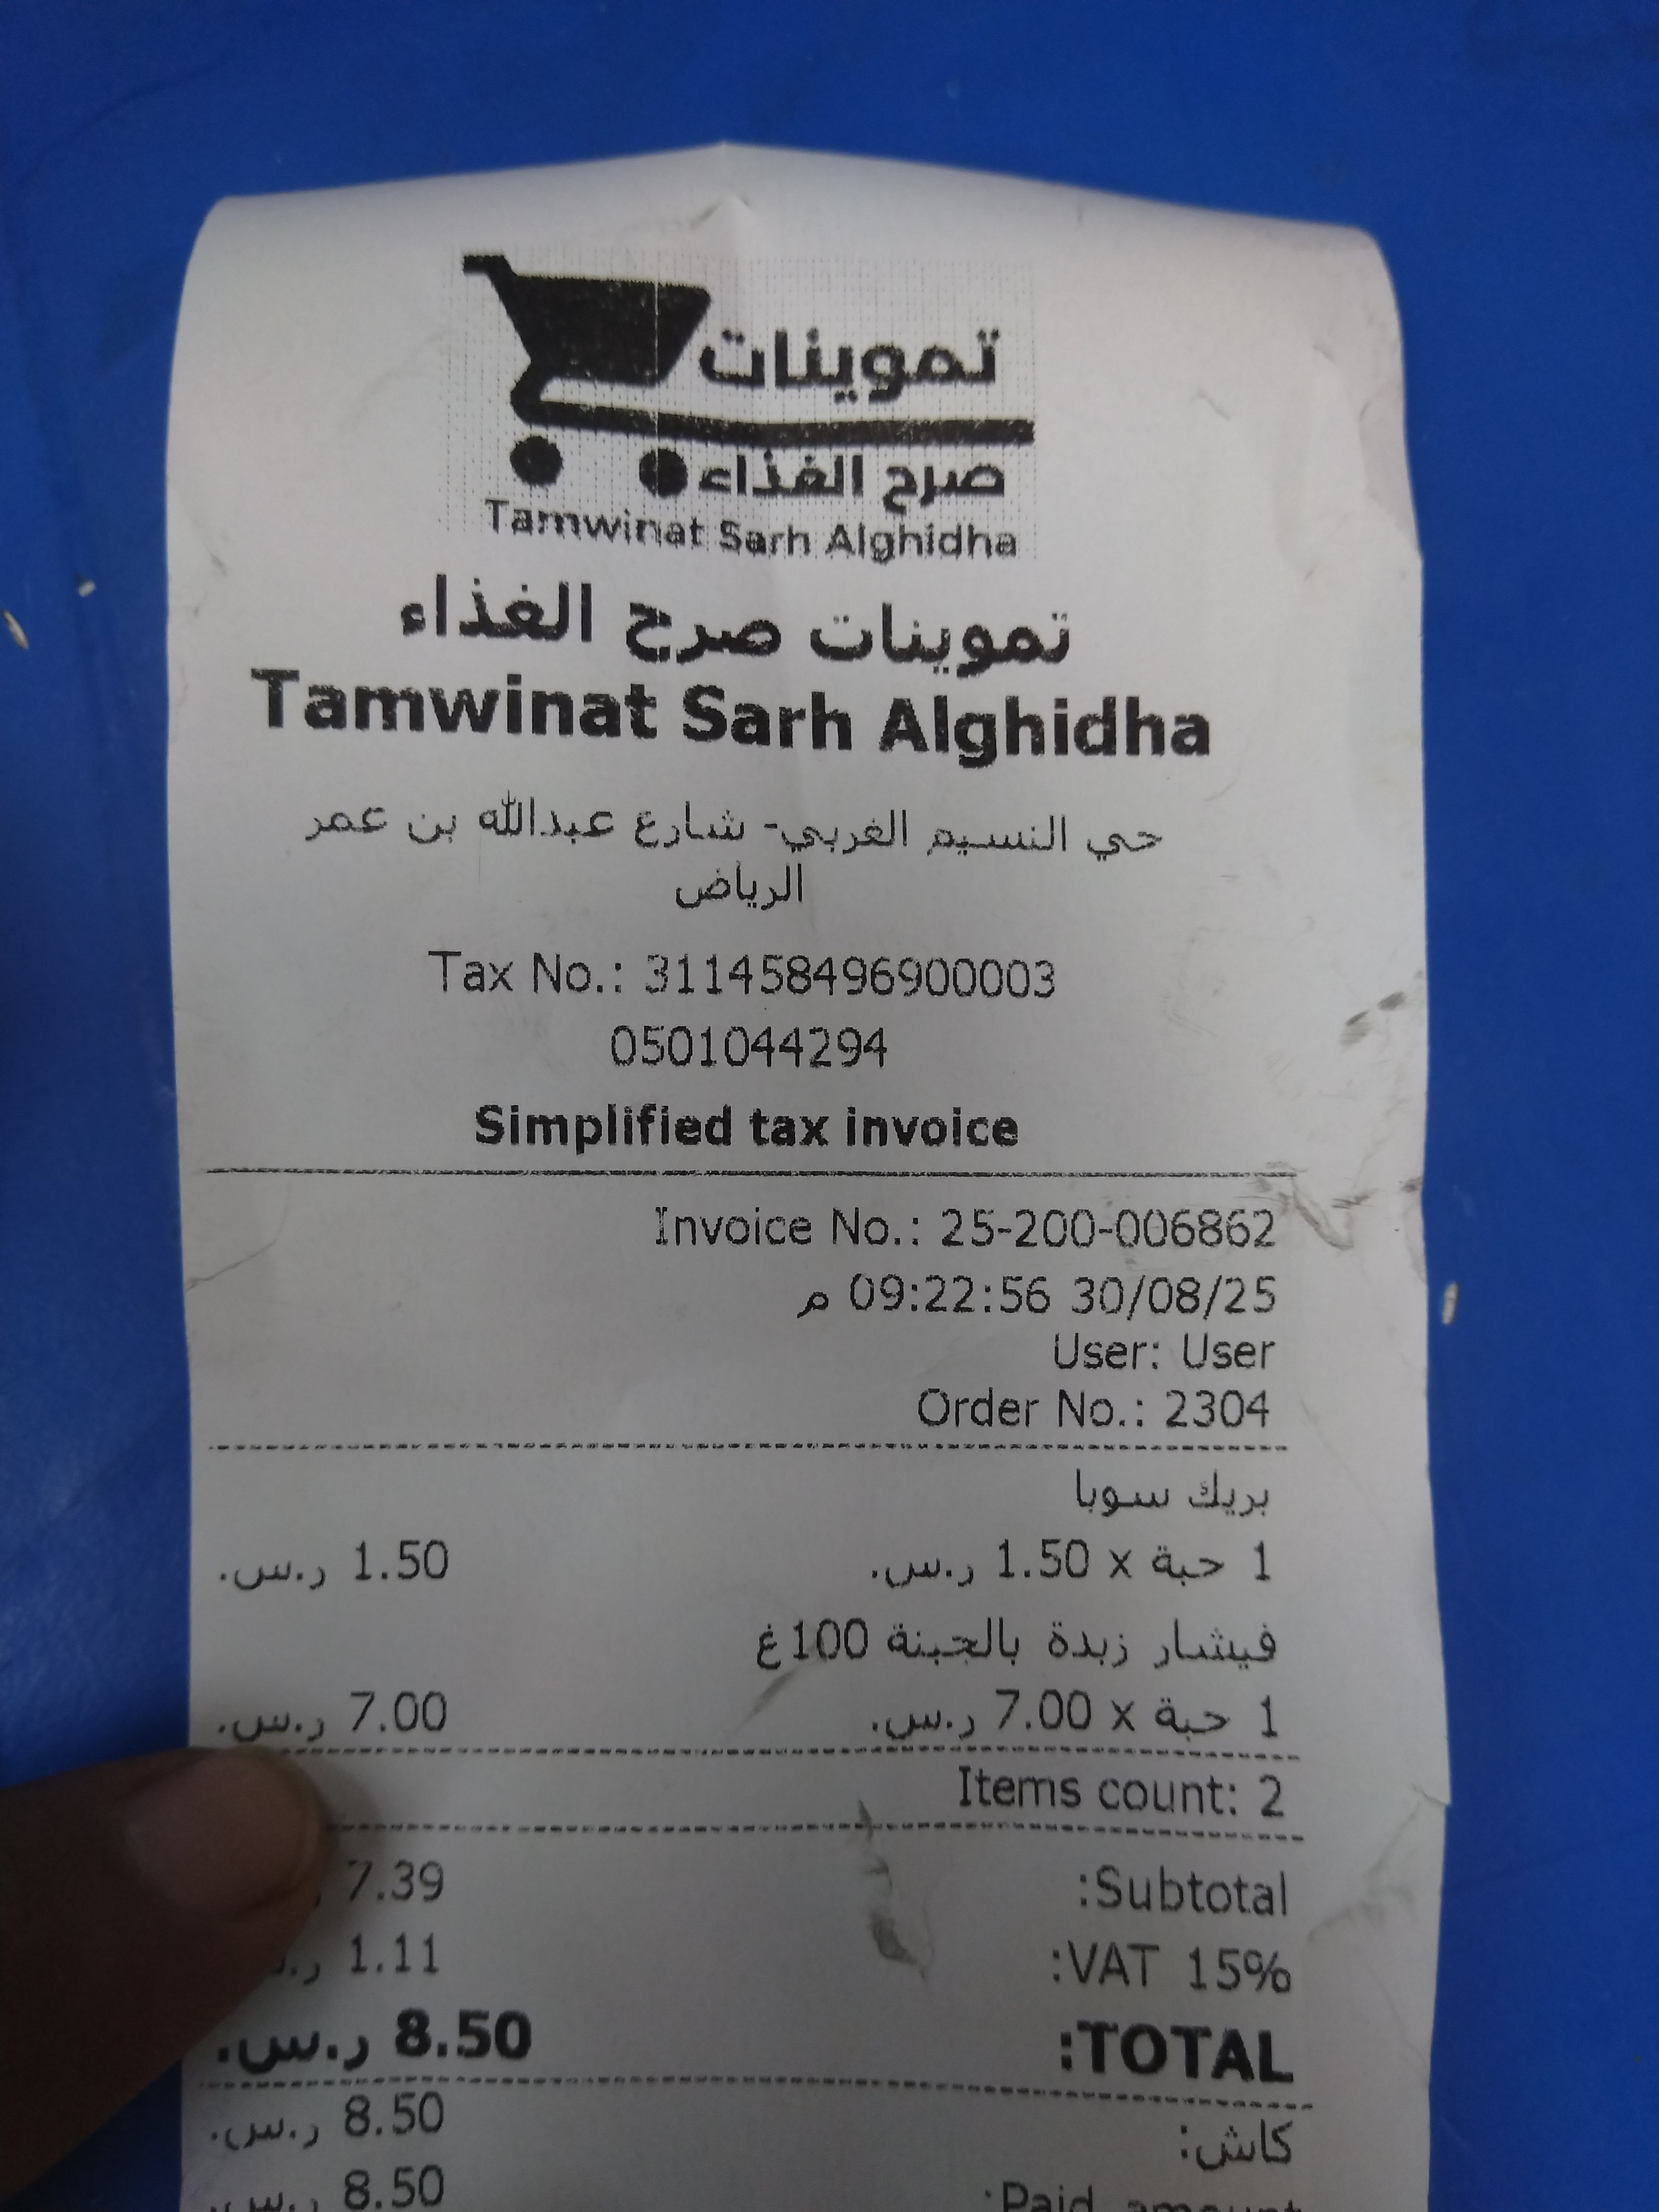 تموينات
صرح الغذاء
Tamwinat Sarh Alghidha
تموينات صرح الغذاء
Tamwinat Sarh Alghidha
حي النسيم الغربي- شارع عبدالله بن عمر
الرياض
Tax No.: 311458496900003
0501044294
Simplified tax invoice
Invoice No.: 25-200-006862
30/08/25 09:22:56 م
User: User
Order No.: 2304
بريك سوبا
1 حبة x 1.50 ر.س. 1.50 ر.س.
فيشار زبدة بالجبنة 100غ
1 حبة x 7.00 ر.س. 7.00 ر.س.
Items count: 2
Subtotal: 7.39
VAT 15%: 1.11
TOTAL: 8.50 ر.س.
كاش: 8.50 ر.س.
Paid amount: 8.50 ر.س.